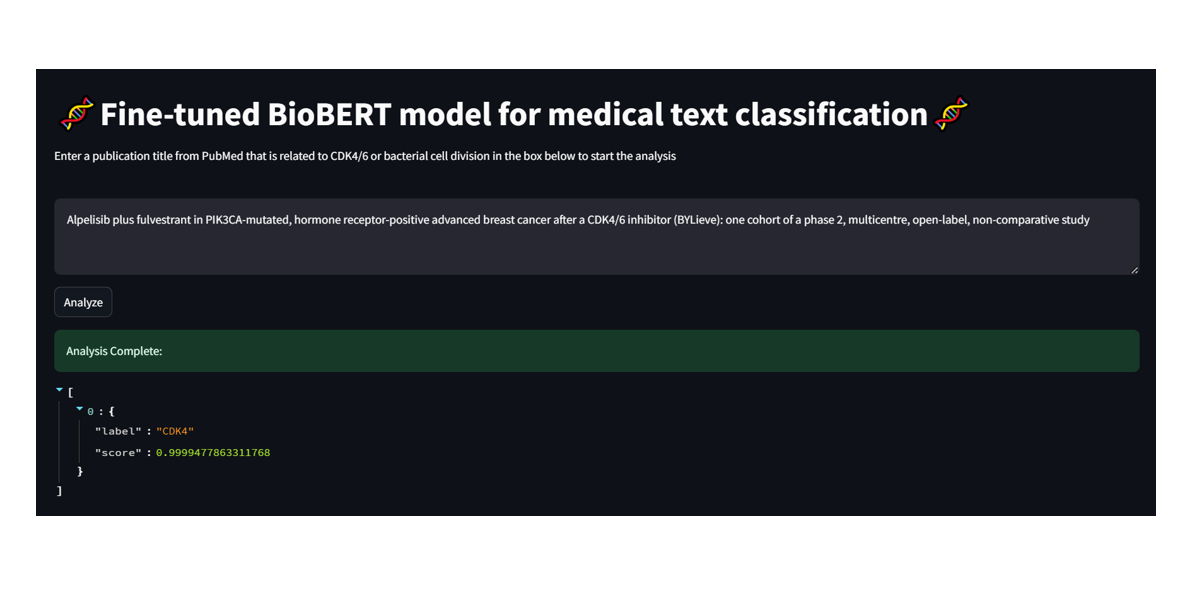 🧬 Fine-tuned BioBERT model for medical text classification 🧬
Enter a publication title from PubMed that is related to CDK4/6 or bacterial cell division in the box below to start the analysis
Alpelisib plus fulvestrant in PIK3CA-mutated, hormone receptor-positive advanced breast cancer after a CDK4/6 inhibitor (BYLieve): one cohort of a phase 2, multicentre, open-label, non-comparative study
Analyze
Analysis Complete:
[
0 : {
"label" : "CDK4"
"score" : 0.9999477863311768
}
]